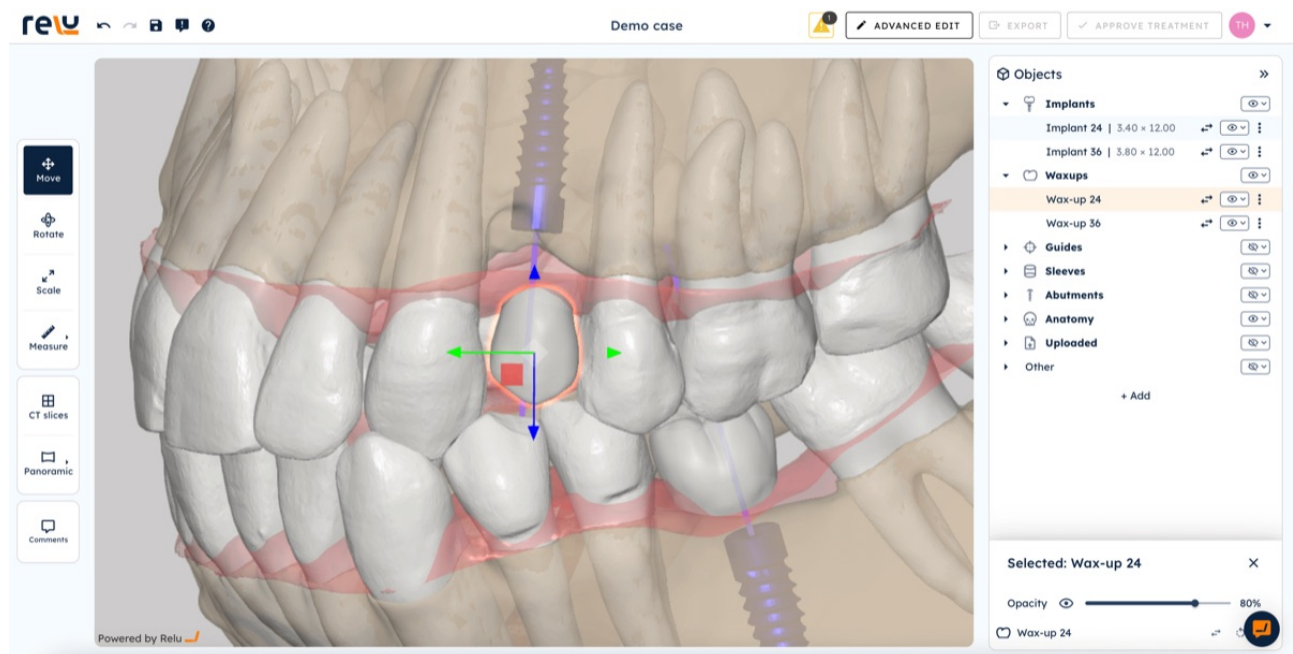 relu
Demo case
1
ADVANCED EDIT
EXPORT
APPROVE TREATMENT
TH
Move
Rotate
Scale
Measure
CT slices
Panoramic
Comments
Powered by Relu
Objects
Implants
Implant 24 | 3.40 × 12.00
Implant 36 | 3.80 × 12.00
Waxups
Wax-up 24
Wax-up 36
Guides
Sleeves
Abutments
Anatomy
Uploaded
Other
+ Add
Selected: Wax-up 24
Opacity 80%
Wax-up 24